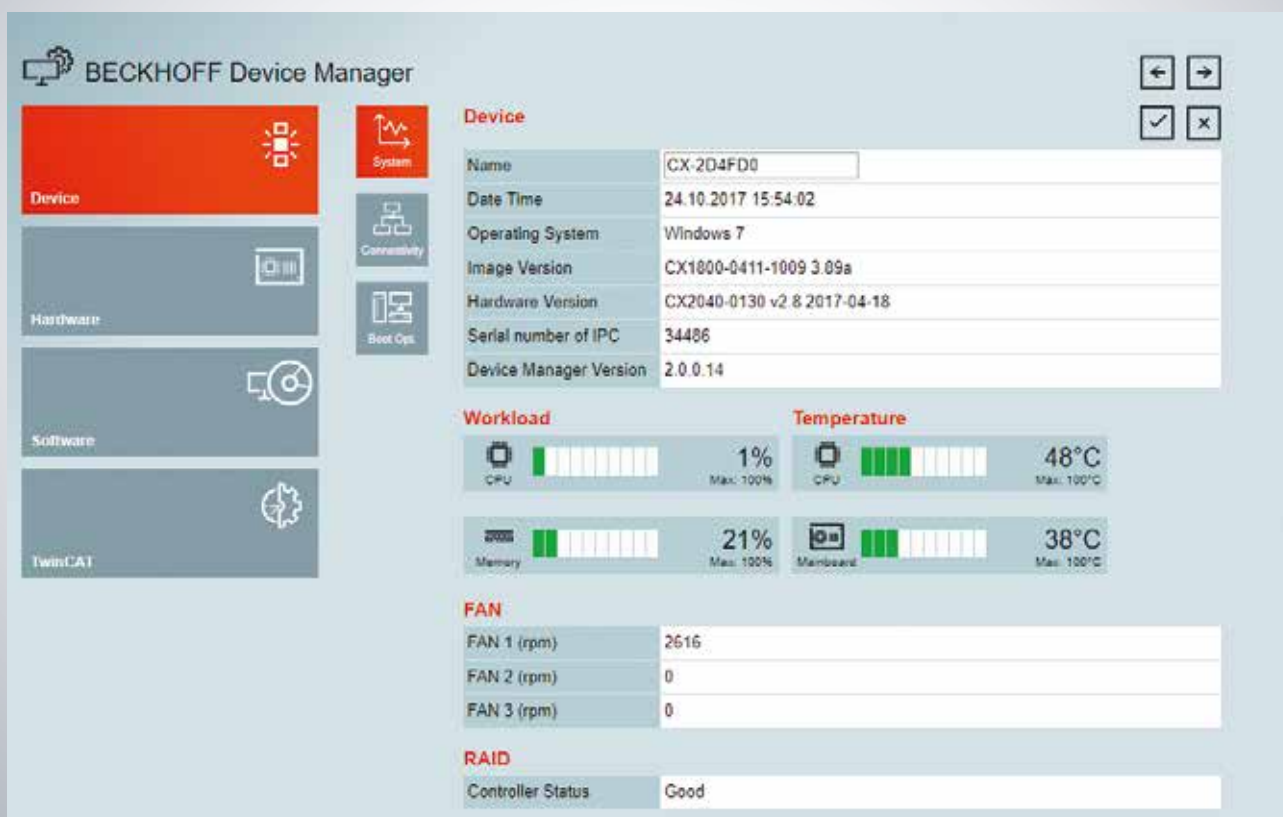 BECKHOFF Device Manager
Device
Hardware
Software
TwinCAT
System
Connectivity
Boot Opt.
Device
Name CX-2D4FD0
Date Time 24.10.2017 15:54:02
Operating System Windows 7
Image Version CX1800-0411-1009 3.89a
Hardware Version CX2040-0130 v2.8 2017-04-18
Serial number of IPC 34486
Device Manager Version 2.0.0.14
Workload Temperature
CPU 1% Max. 100% CPU 48°C Max. 100°C
Memory 21% Max. 100% Mainboard 38°C Max. 100°C
FAN
FAN 1 (rpm) 2616
FAN 2 (rpm) 0
FAN 3 (rpm) 0
RAID
Controller Status Good